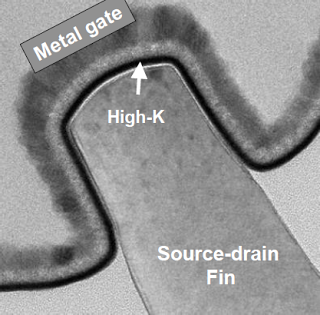 Metal gate
High-K
Source-drain
Fin